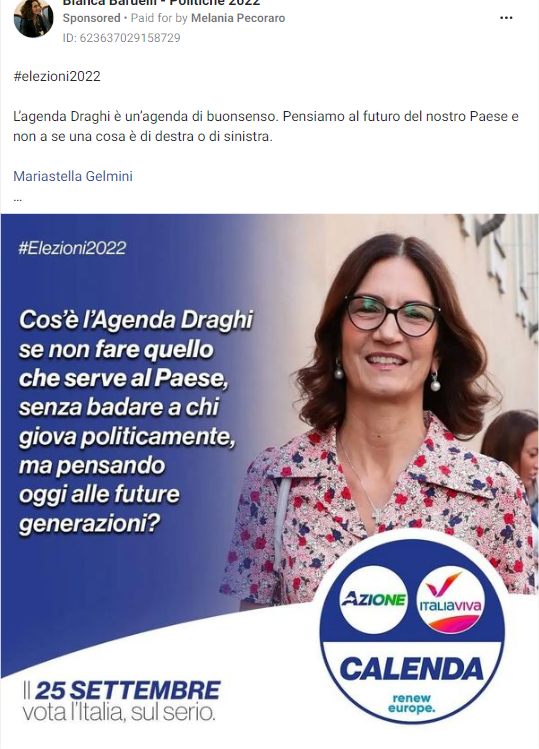 Bianca Bardelli - Politiche 2022
Sponsored • Paid for by Melania Pecoraro
ID: 623637029158729
#elezioni2022
L'agenda Draghi è un'agenda di buonsenso. Pensiamo al futuro del nostro Paese e
non a se una cosa è di destra o di sinistra.
Mariastella Gelmini
...
#Elezioni2022
Cos'è l'Agenda Draghi
se non fare quello
che serve al Paese,
senza badare a chi
giova politicamente,
ma pensando
oggi alle future
generazioni?
AZIONE
ITALIAVIVA
CALENDA
renew
europe.
Il 25 SETTEMBRE
vota l'Italia, sul serio.